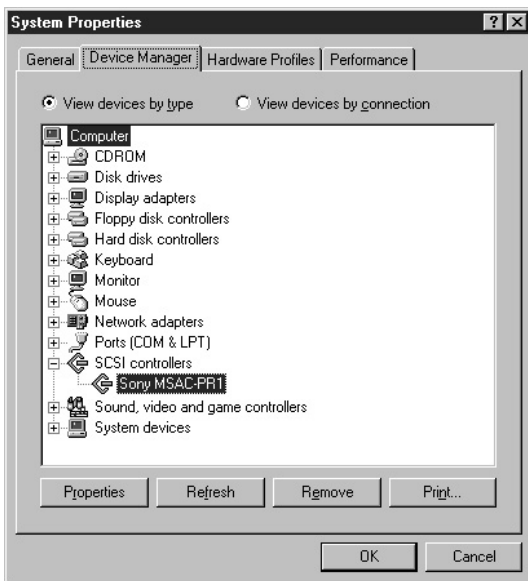 System Properties
General Device Manager Hardware Profiles Performance
View devices by type View devices by connection
Computer
CDROM
Disk drives
Display adapters
Floppy disk controllers
Hard disk controllers
Keyboard
Monitor
Mouse
Network adapters
Ports (COM & LPT)
SCSI controllers
Sony MSAC-PR1
Sound, video and game controllers
System devices
Properties Refresh Remove Print...
OK Cancel